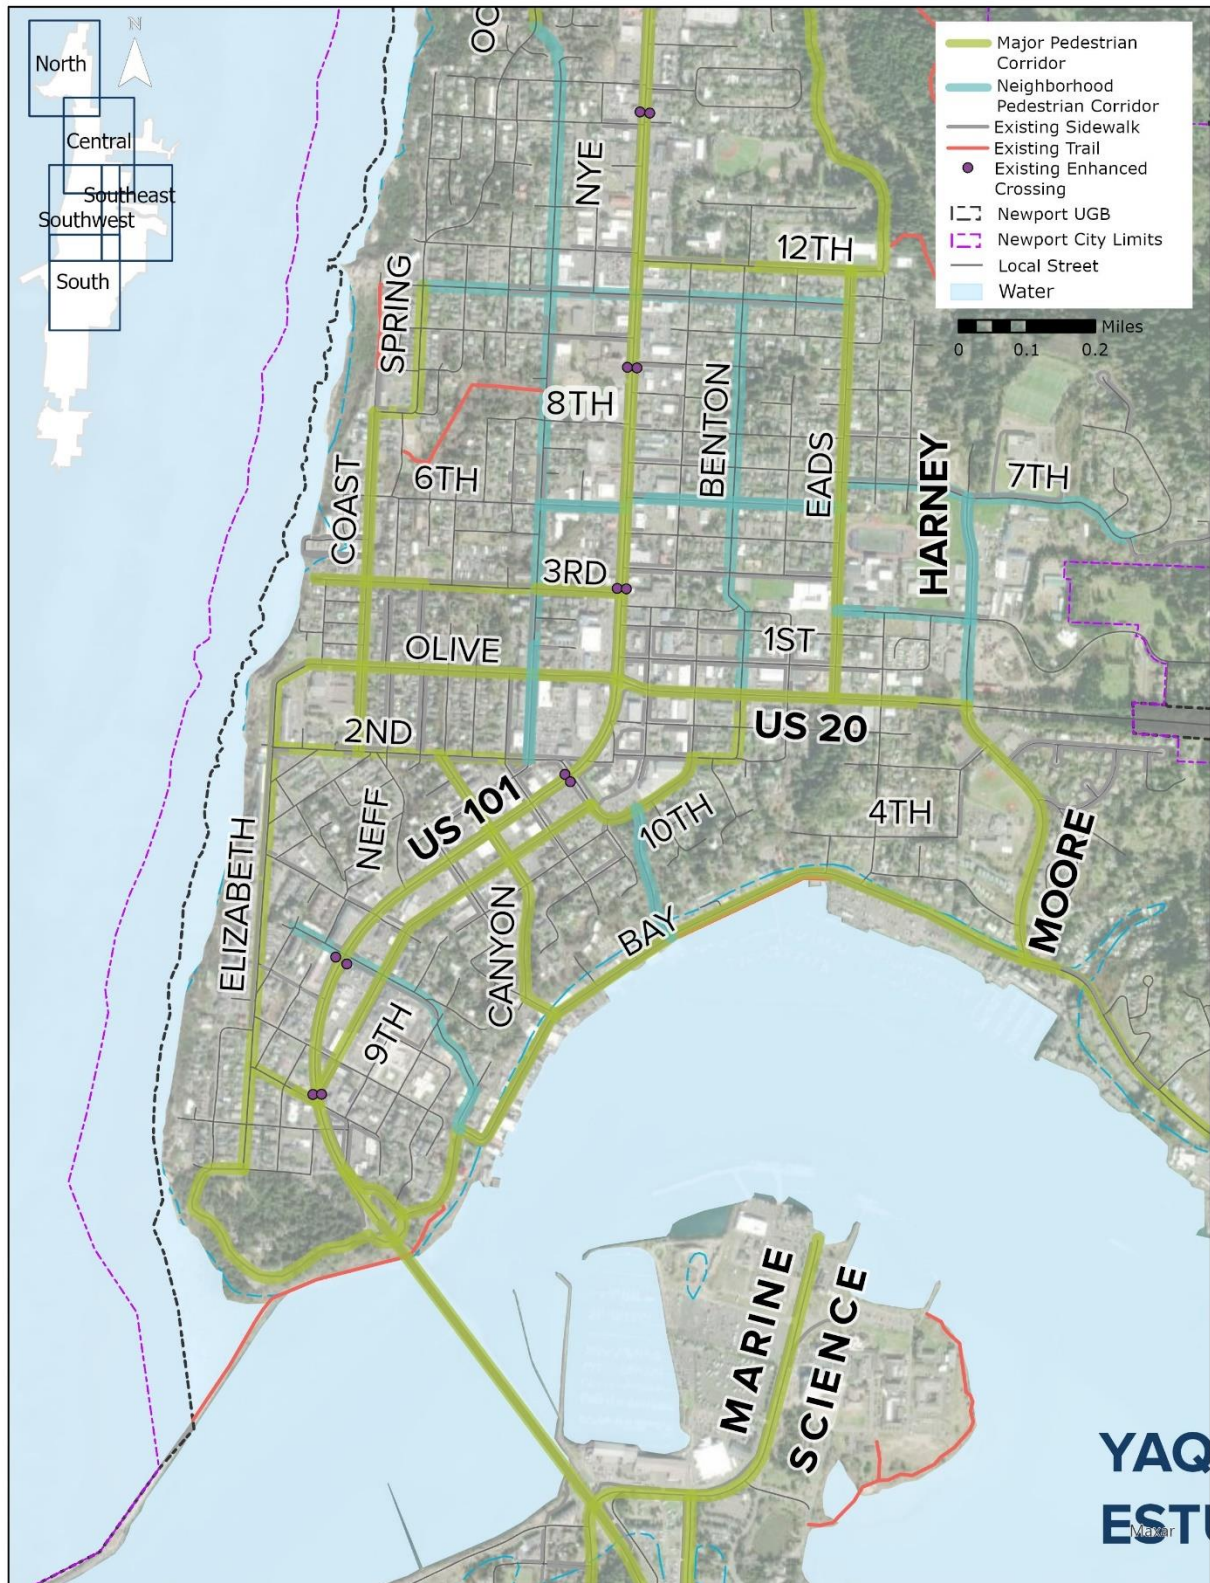 North
Central
Southeast
Southwest
South
N
OC
Major Pedestrian
Corridor
Neighborhood
Pedestrian Corridor
Existing Sidewalk
Existing Trail
Existing Enhanced
Crossing
Newport UGB
Newport City Limits
Local Street
Water
Miles
0 0.1 0.2
NYE
12TH
SPRING
8TH
BENTON
EADS
HARNEY
7TH
6TH
COAST
3RD
1ST
OLIVE
US 20
2ND
US 101
NEFF
10TH
4TH
MOORE
ELIZABETH
CANYON
BAY
9TH
MARINE
SCIENCE
YAQ
ESTU
Maxar